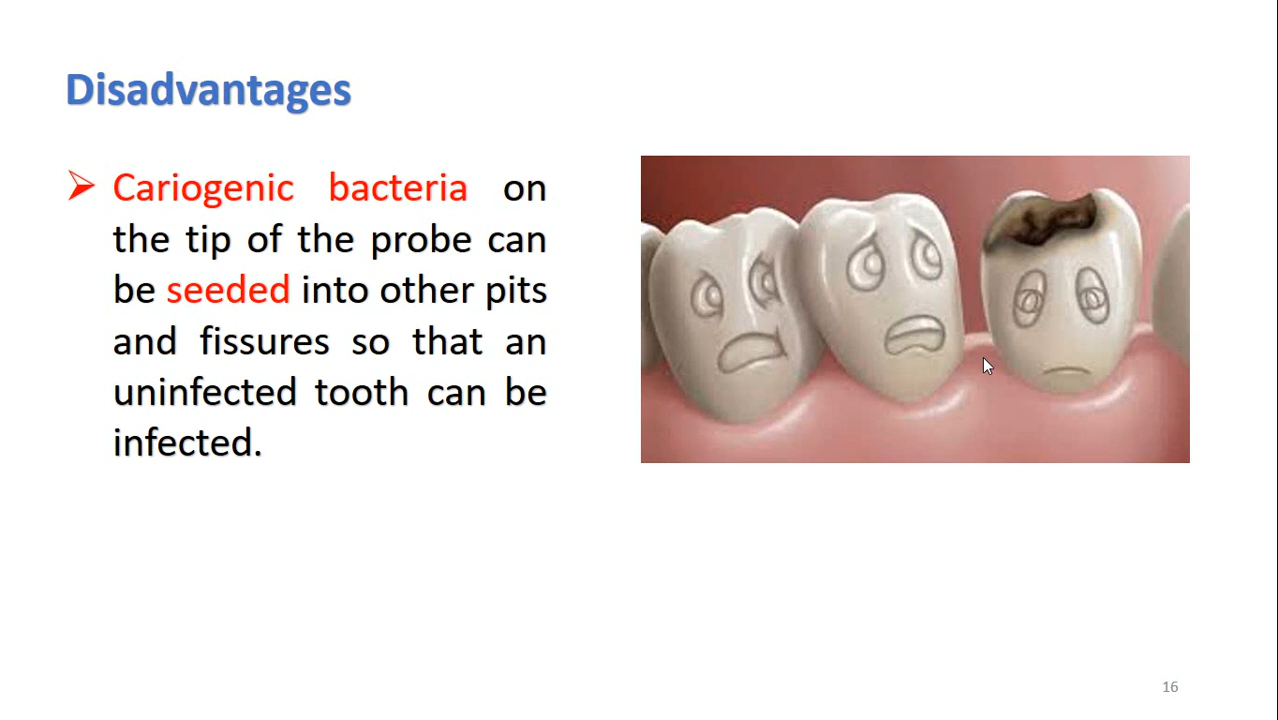 Disadvantages
➢ Cariogenic bacteria on
the tip of the probe can
be seeded into other pits
and fissures so that an
uninfected tooth can be
infected.
16